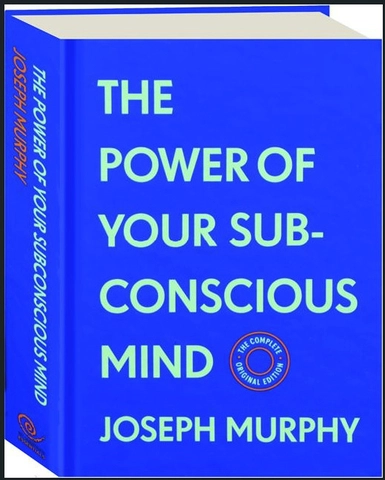 THE
POWER OF
YOUR SUB-
CONSCIOUS
MIND
THE COMPLETE
ORIGINAL EDITION
JOSEPH MURPHY
THE POWER OF YOUR SUBCONSCIOUS MIND
JOSEPH MURPHY